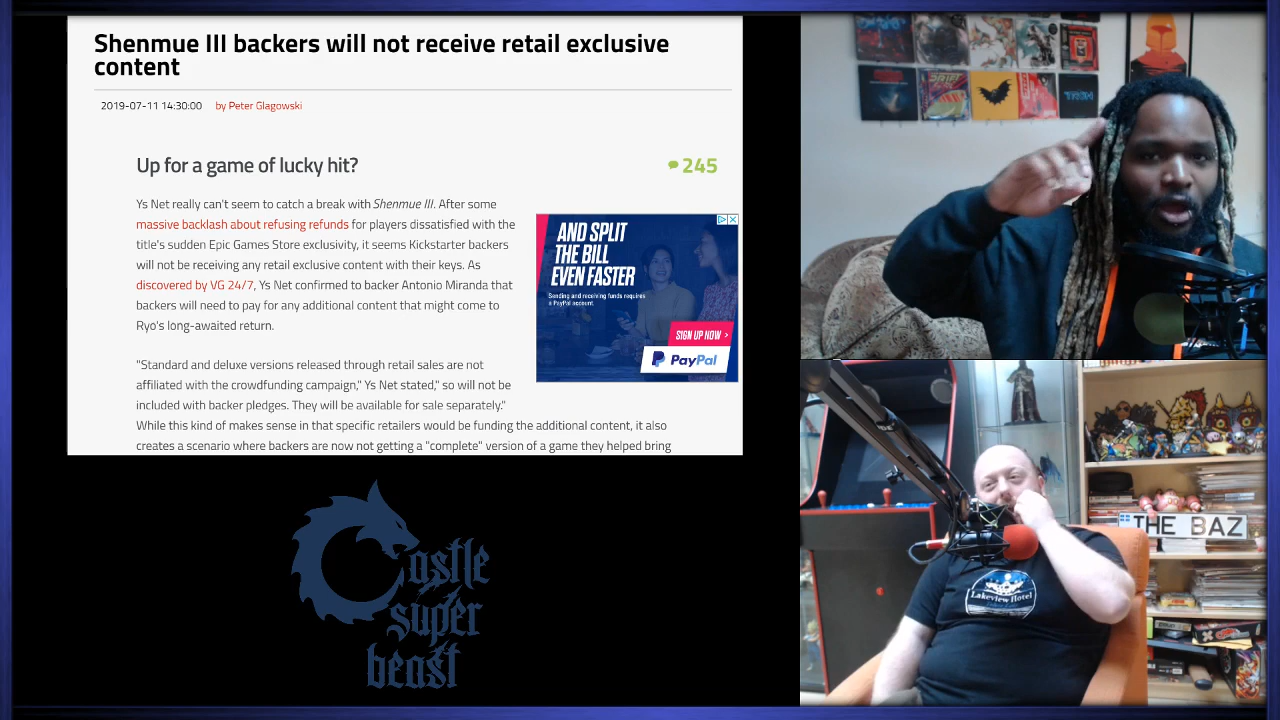 Shenmue III backers will not receive retail exclusive
content
2019-07-11 14:30:00 by Peter Glagowski
Up for a game of lucky hit?
245
Ys Net really can't seem to catch a break with Shenmue III. After some
massive backlash about refusing refunds for players dissatisfied with the
title's sudden Epic Games Store exclusivity, it seems Kickstarter backers
will not be receiving any retail exclusive content with their keys. As
discovered by VG 24/7, Ys Net confirmed to backer Antonio Miranda that
backers will need to pay for any additional content that might come to
Ryo's long-awaited return.
"Standard and deluxe versions released through retail sales are not
affiliated with the crowdfunding campaign," Ys Net stated," so will not be
included with backer pledges. They will be available for sale separately."
While this kind of makes sense in that specific retailers would be funding the additional content, it also
creates a scenario where backers are now not getting a "complete" version of a game they helped bring
AND SPLIT
THE BILL
EVEN FASTER
Sending and receiving funds requires
a PayPal account.
SIGN UP NOW >
PayPal
Castle
super
beast
THE BAZ
Lakeview Hotel